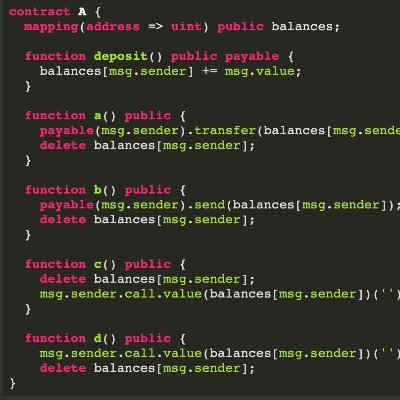 contract A {
mapping(address => uint) public balances;
function deposit() public payable {
balances[msg.sender] += msg.value;
}
function a() public {
payable(msg.sender).transfer(balances[msg.sende
delete balances[msg.sender];
}
function b() public {
payable(msg.sender).send(balances[msg.sender]);
delete balances[msg.sender];
}
function c() public {
delete balances[msg.sender];
msg.sender.call.value(balances[msg.sender])('')
}
function d() public {
msg.sender.call.value(balances[msg.sender])('')
delete balances[msg.sender];
}
}